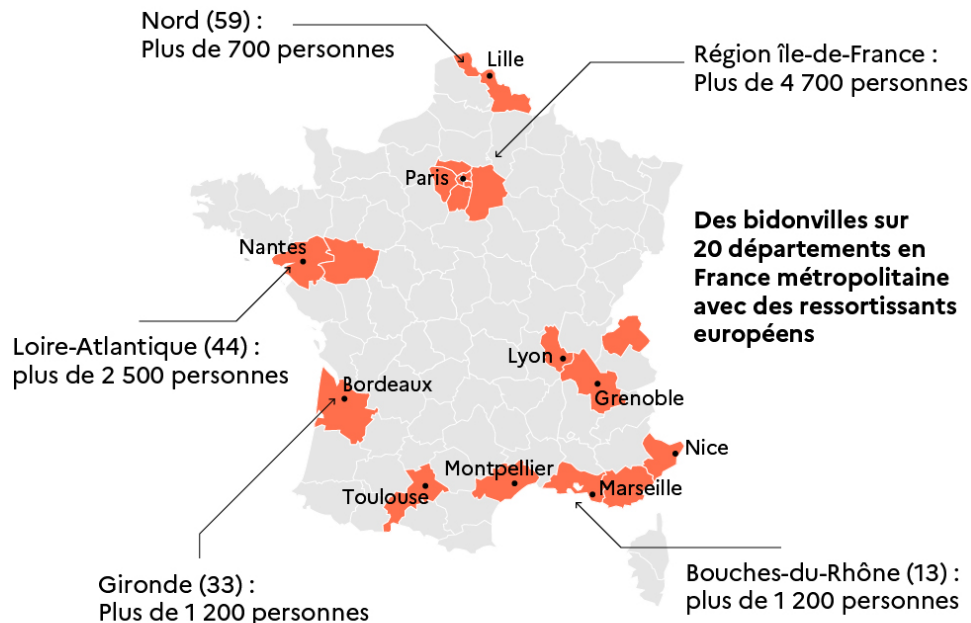 Nord (59) :
Plus de 700 personnes
Lille
Région île-de-France :
Plus de 4 700 personnes
Paris
Des bidonvilles sur
20 départements en
France métropolitaine
avec des ressortissants
européens
Nantes
Loire-Atlantique (44) :
plus de 2 500 personnes
Lyon
Grenoble
Bordeaux
Nice
Montpellier
Toulouse
Marseille
Gironde (33) :
Plus de 1 200 personnes
Bouches-du-Rhône (13) :
plus de 1 200 personnes